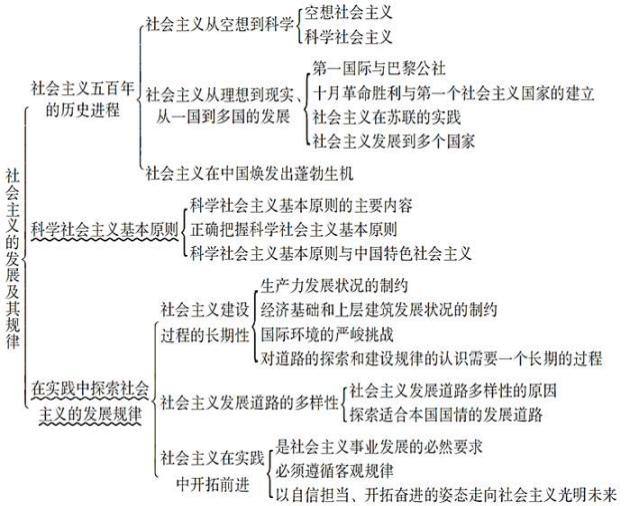 社会主义的发展及其规律
社会主义五百年
的历史进程
社会主义从空想到科学
空想社会主义
科学社会主义
社会主义从理想到现实、
从一国到多国的发展
第一国际与巴黎公社
十月革命胜利与第一个社会主义国家的建立
社会主义在苏联的实践
社会主义发展到多个国家
社会主义在中国焕发出蓬勃生机
科学社会主义基本原则
科学社会主义基本原则的主要内容
正确把握科学社会主义基本原则
科学社会主义基本原则与中国特色社会主义
在实践中探索社会
主义的发展规律
社会主义建设
过程的长期性
生产力发展状况的制约
经济基础和上层建筑发展状况的制约
国际环境的严峻挑战
对道路的探索和建设规律的认识需要一个长期的过程
社会主义发展道路的多样性
社会主义发展道路多样性的原因
探索适合本国国情的发展道路
社会主义在实践
中开拓前进
是社会主义事业发展的必然要求
必须遵循客观规律
以自信担当、开拓奋进的姿态走向社会主义光明未来